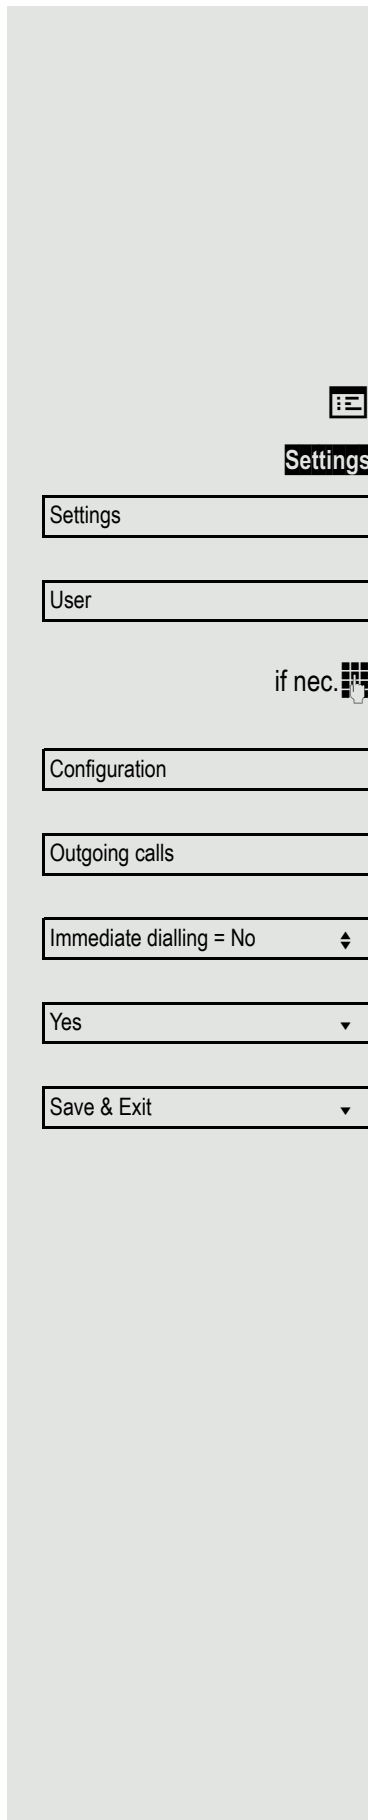 Settings
Settings
User
if nec.
Configuration
Outgoing calls
Immediate dialling = No
Yes
Save & Exit